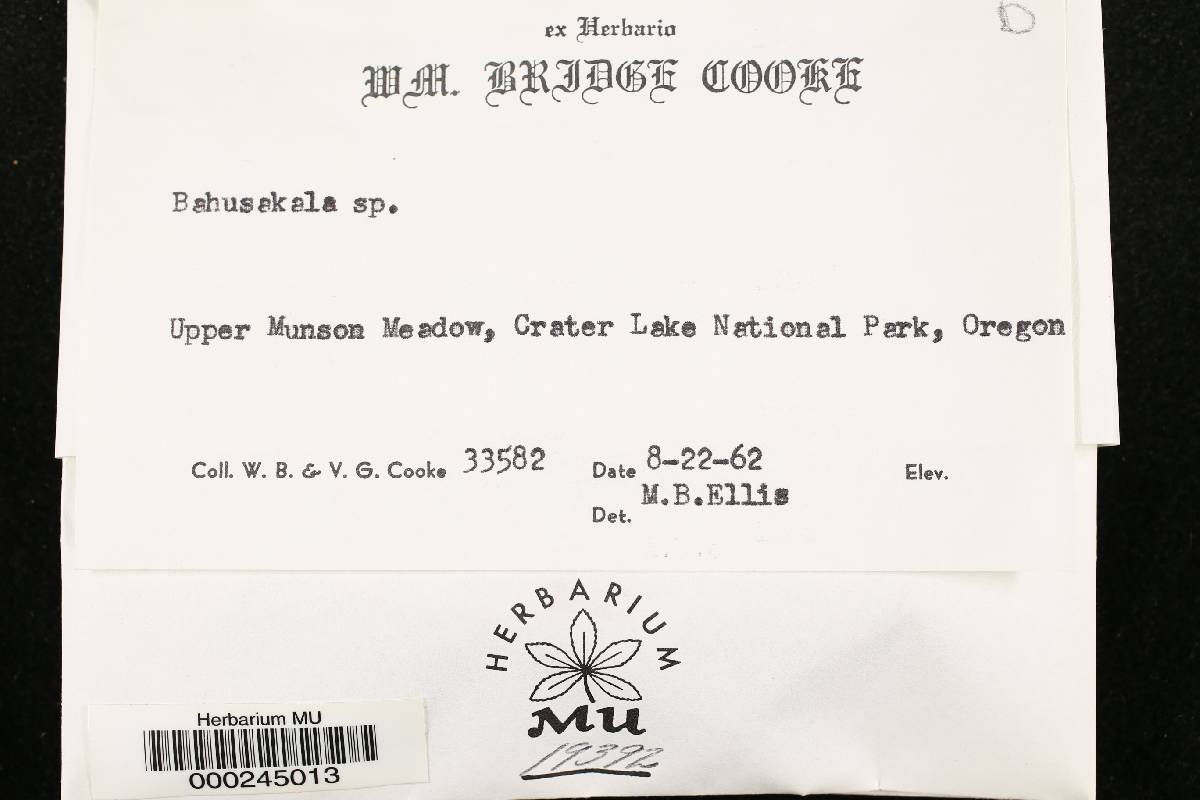 D
ex Herbario
WM. BRIDGE COOKE
Bahusakala sp.
Upper Munson Meadow, Crater Lake National Park, Oregon
Coll. W. B. & V. G. Cooke 33582 Date 8-22-62 Elev.
Det. M.B.Ellis
HERBARIUM
MU
19392
Herbarium MU
000245013